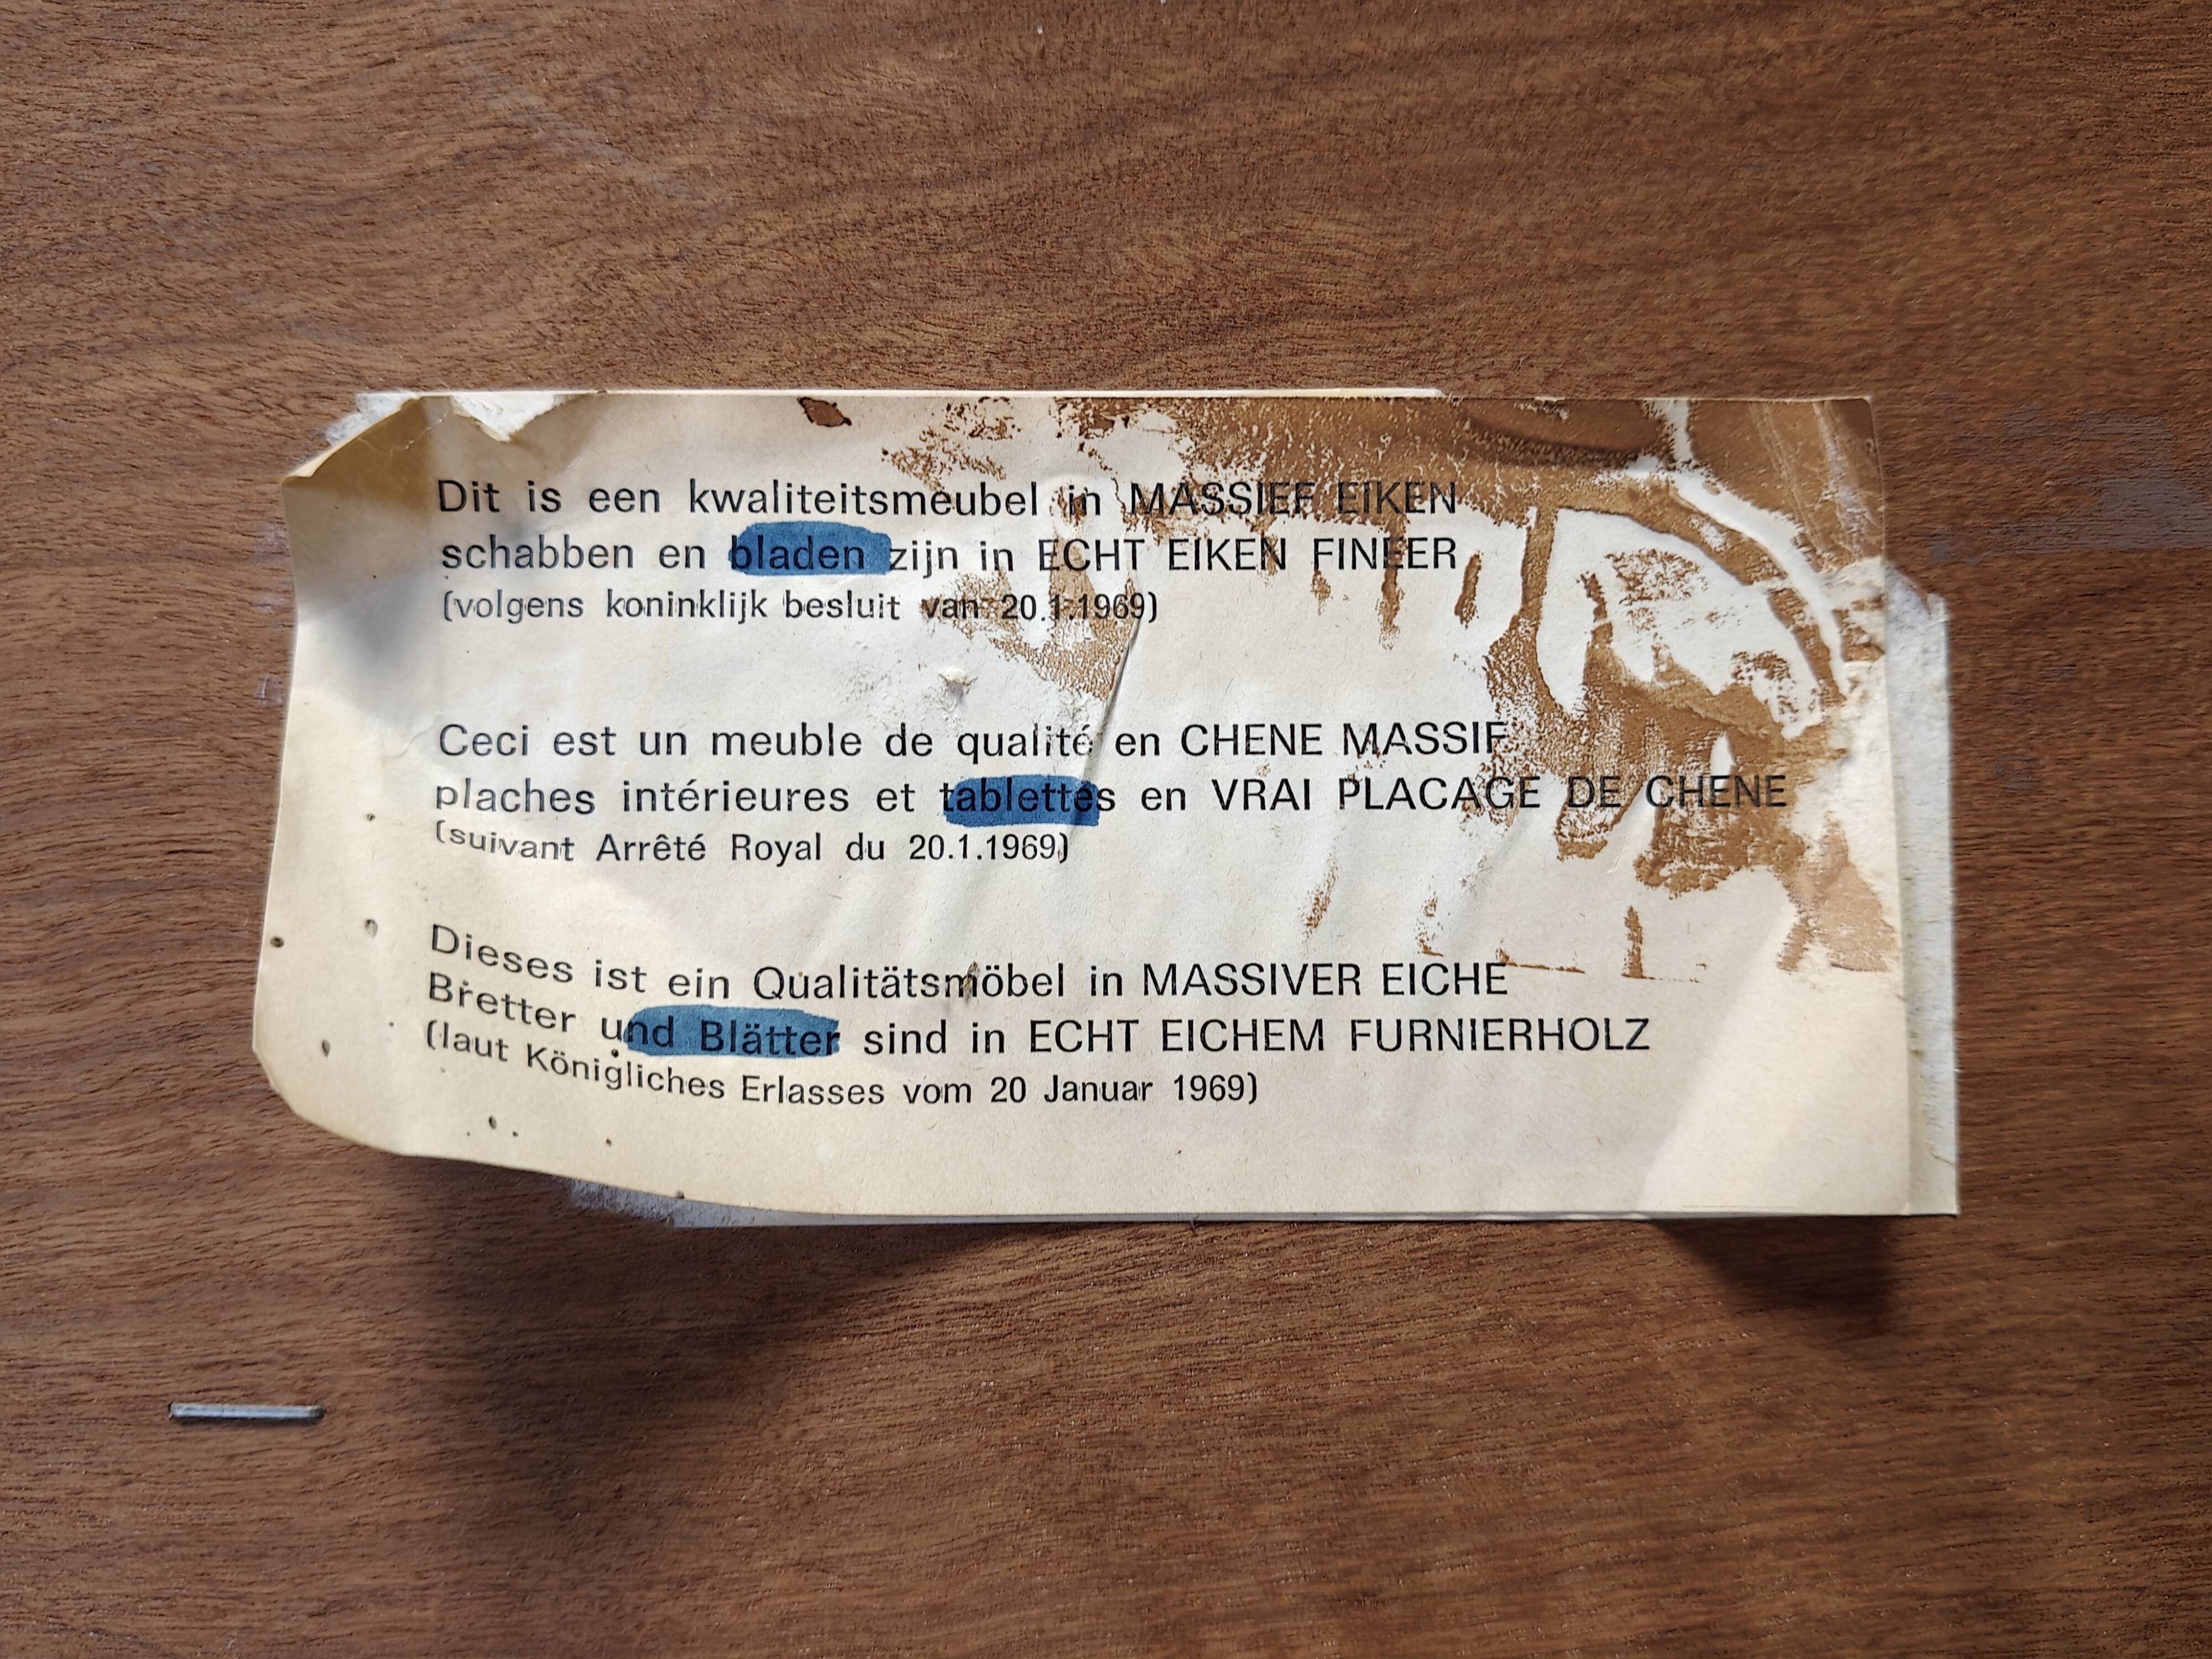 Dit is een kwaliteitsmeubel in MASSIEF EIKEN
schabben en bladen zijn in ECHT EIKEN FINEER
(volgens koninklijk besluit van 20.1.1969)
Ceci est un meuble de qualité en CHENE MASSIF
plaches intérieures et tablettes en VRAI PLACAGE DE CHENE
(suivant Arrêté Royal du 20.1.1969)
Dieses ist ein Qualitätsmöbel in MASSIVER EICHE
Bretter und Blätter sind in ECHT EICHEM FURNIERHOLZ
(laut Königliches Erlasses vom 20 Januar 1969)